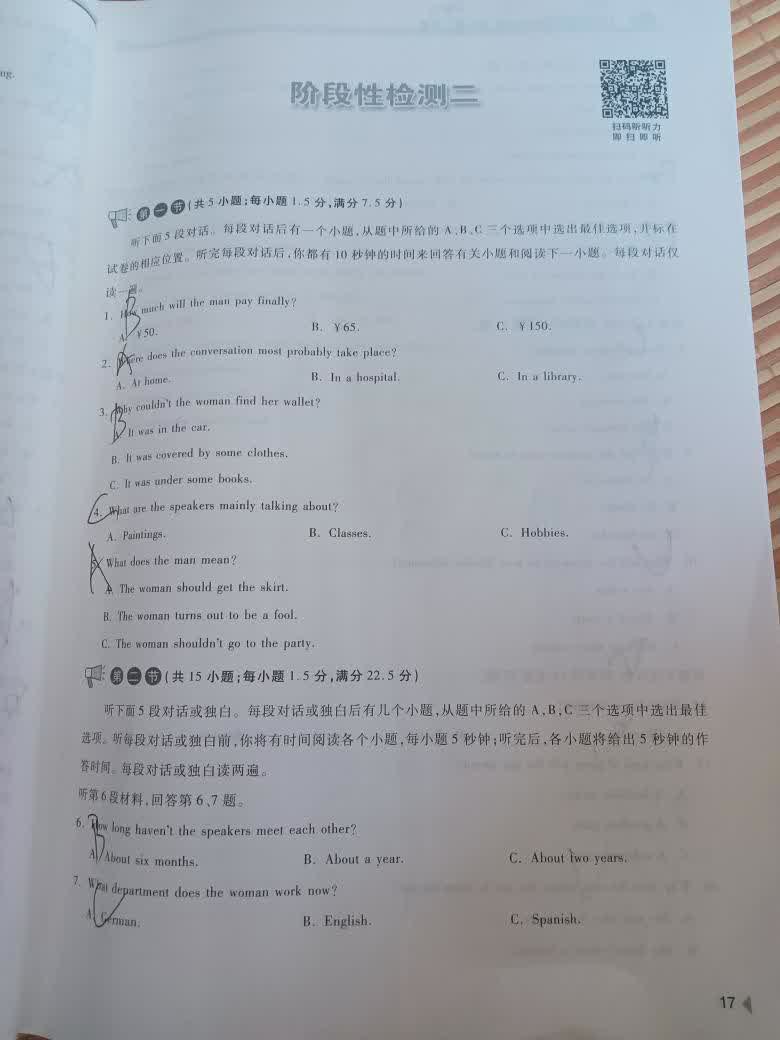 ng.
阶段性检测二
扫码听听力
即扫即听
第一节(共5小题;每小题1.5分,满分7.5分)
听下面5段对话。每段对话后有一个小题,从题中所给的A、B、C三个选项中选出最佳选项,并标在
试卷的相应位置。听完每段对话后,你都有10秒钟的时间来回答有关小题和阅读下一小题。每段对话仅
读一遍。
B
1. How much will the man pay finally?
A. ￥50. B. ￥65. C. ￥150.
A
2. Where does the conversation most probably take place?
A. At home. B. In a hospital. C. In a library.
B
3. Why couldn't the woman find her wallet?
A. It was in the car.
B. It was covered by some clothes.
C. It was under some books.
C
4. What are the speakers mainly talking about?
A. Paintings. B. Classes. C. Hobbies.
A
5. What does the man mean?
A. The woman should get the skirt.
B. The woman turns out to be a fool.
C. The woman shouldn't go to the party.
第二节(共15小题;每小题1.5分,满分22.5分)
听下面5段对话或独白。每段对话或独白后有几个小题,从题中所给的A、B、C三个选项中选出最佳
选项。听每段对话或独白前,你将有时间阅读各个小题,每小题5秒钟;听完后,各小题将给出5秒钟的作
答时间。每段对话或独白读两遍。
听第6段材料,回答第6、7题。
B
6. How long haven't the speakers meet each other?
A. About six months. B. About a year. C. About two years.
C
7. What department does the woman work now?
A. German. B. English. C. Spanish.
17